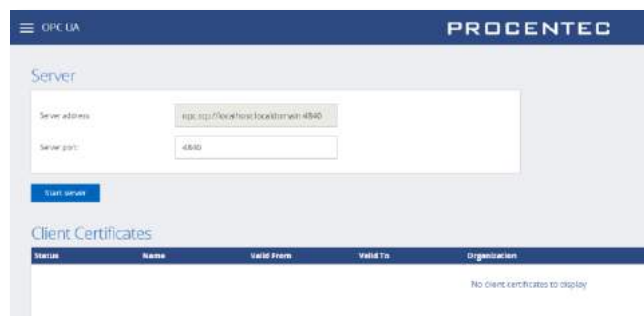 OPC UA
PROCENTEC
Server
Server address
opc.tcp://localhost.localdomain:4840
Server port:
4840
Start server
Client Certificates
Status Name Valid From Valid To Organization
No client certificates to display